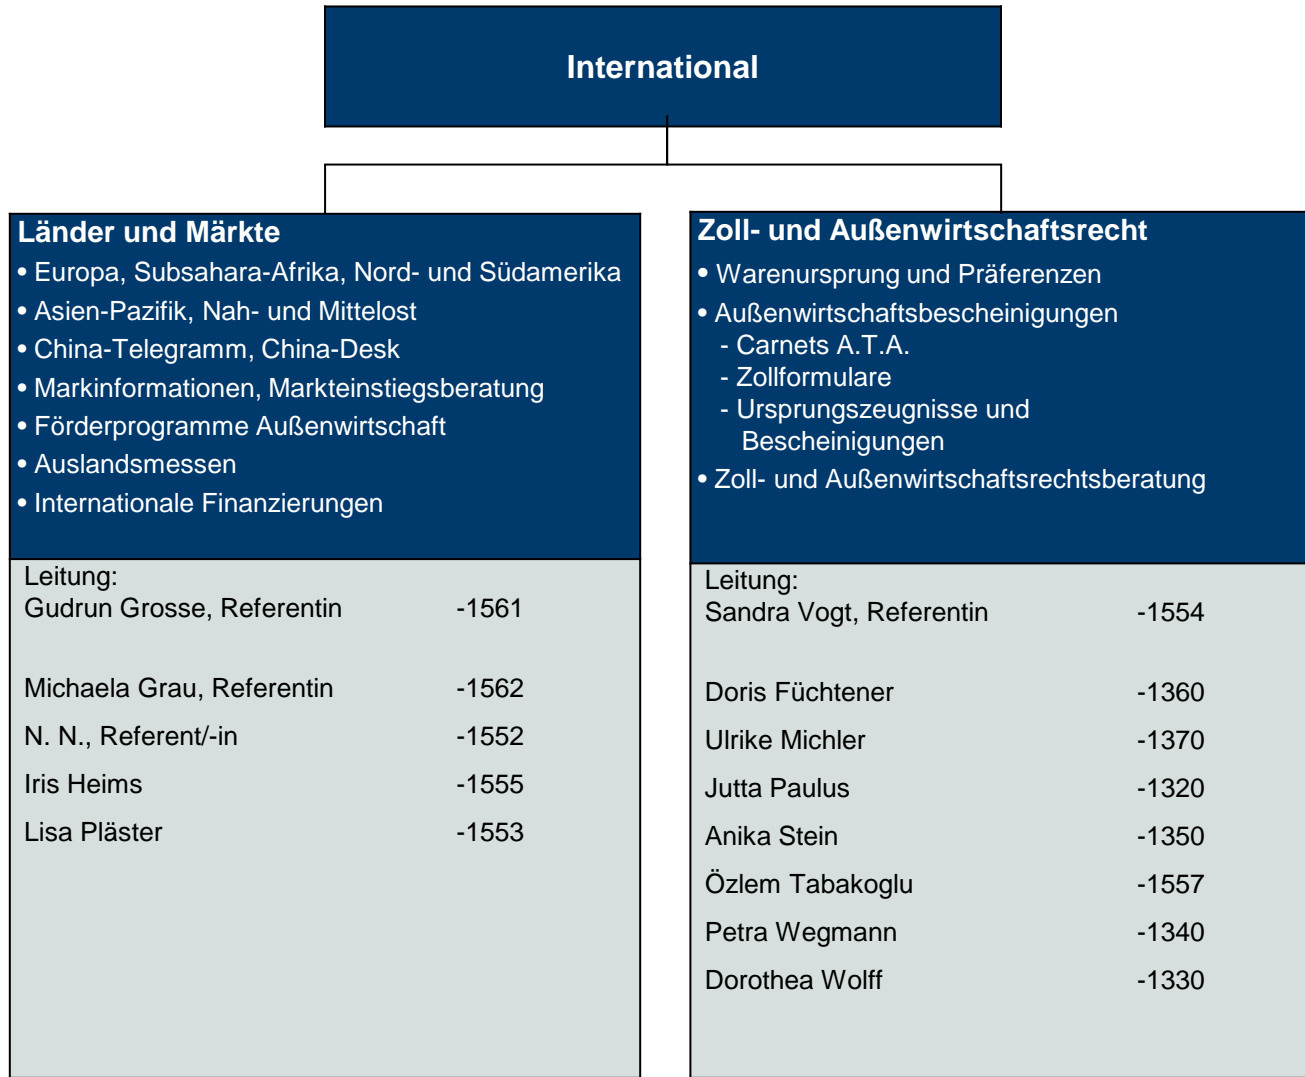 International
Länder und Märkte
• Europa, Subsahara-Afrika, Nord- und Südamerika
• Asien-Pazifik, Nah- und Mittelost
• China-Telegramm, China-Desk
• Markinformationen, Markteinstiegsberatung
• Förderprogramme Außenwirtschaft
• Auslandsmessen
• Internationale Finanzierungen
Leitung:
Gudrun Grosse, Referentin -1561
Michaela Grau, Referentin -1562
N. N., Referent/-in -1552
Iris Heims -1555
Lisa Pläster -1553
Zoll- und Außenwirtschaftsrecht
• Warenursprung und Präferenzen
• Außenwirtschaftsbescheinigungen
- Carnets A.T.A.
- Zollformulare
- Ursprungszeugnisse und
Bescheinigungen
• Zoll- und Außenwirtschaftsrechtsberatung
Leitung:
Sandra Vogt, Referentin -1554
Doris Füchtener -1360
Ulrike Michler -1370
Jutta Paulus -1320
Anika Stein -1350
Özlem Tabakoglu -1557
Petra Wegmann -1340
Dorothea Wolff -1330